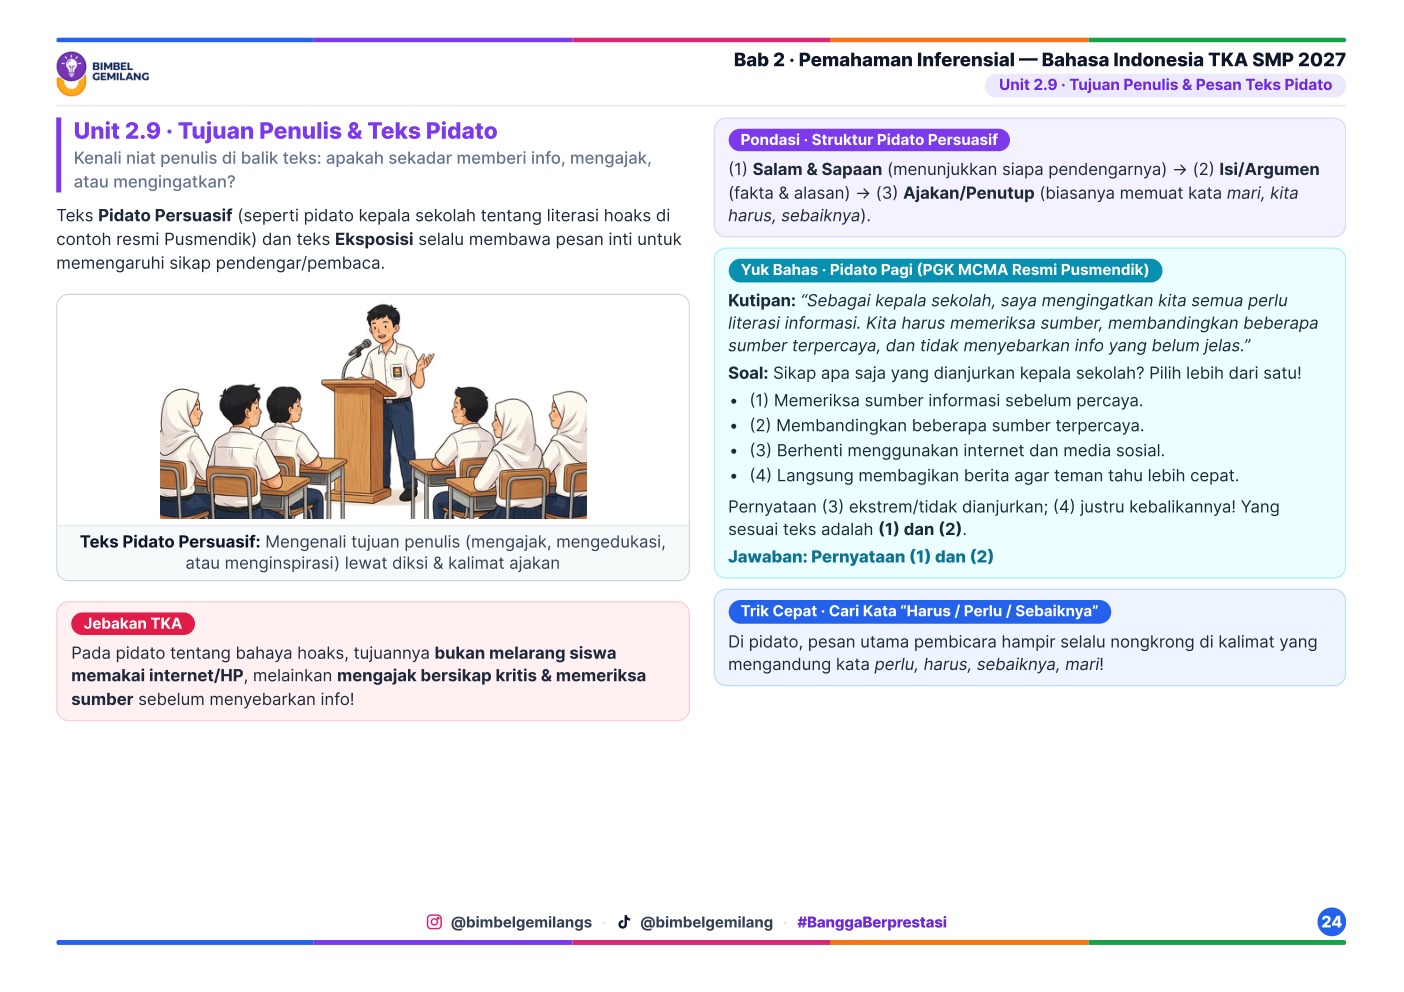 BIMBEL
GEMILANG
Bab 2 · Pemahaman Inferensial — Bahasa Indonesia TKA SMP 2027
Unit 2.9 · Tujuan Penulis & Pesan Teks Pidato
Unit 2.9 · Tujuan Penulis & Teks Pidato
Kenali niat penulis di balik teks: apakah sekadar memberi info, mengajak,
atau mengingatkan?
Teks Pidato Persuasif (seperti pidato kepala sekolah tentang literasi hoaks di
contoh resmi Pusmendik) dan teks Eksposisi selalu membawa pesan inti untuk
memengaruhi sikap pendengar/pembaca.
Teks Pidato Persuasif: Mengenali tujuan penulis (mengajak, mengedukasi,
atau menginspirasi) lewat diksi & kalimat ajakan
Jebakan TKA
Pada pidato tentang bahaya hoaks, tujuannya bukan melarang siswa
memakai internet/HP, melainkan mengajak bersikap kritis & memeriksa
sumber sebelum menyebarkan info!
Pondasi · Struktur Pidato Persuasif
(1) Salam & Sapaan (menunjukkan siapa pendengarnya) → (2) Isi/Argumen
(fakta & alasan) → (3) Ajakan/Penutup (biasanya memuat kata mari, kita
harus, sebaiknya).
Yuk Bahas · Pidato Pagi (PGK MCMA Resmi Pusmendik)
Kutipan: “Sebagai kepala sekolah, saya mengingatkan kita semua perlu
literasi informasi. Kita harus memeriksa sumber, membandingkan beberapa
sumber terpercaya, dan tidak menyebarkan info yang belum jelas.”
Soal: Sikap apa saja yang dianjurkan kepala sekolah? Pilih lebih dari satu!
• (1) Memeriksa sumber informasi sebelum percaya.
• (2) Membandingkan beberapa sumber terpercaya.
• (3) Berhenti menggunakan internet dan media sosial.
• (4) Langsung membagikan berita agar teman tahu lebih cepat.
Pernyataan (3) ekstrem/tidak dianjurkan; (4) justru kebalikannya! Yang
sesuai teks adalah (1) dan (2).
Jawaban: Pernyataan (1) dan (2)
Trik Cepat · Cari Kata “Harus / Perlu / Sebaiknya”
Di pidato, pesan utama pembicara hampir selalu nongkrong di kalimat yang
mengandung kata perlu, harus, sebaiknya, mari!
@bimbelgemilangs · @bimbelgemilang · #BanggaBerprestasi
24